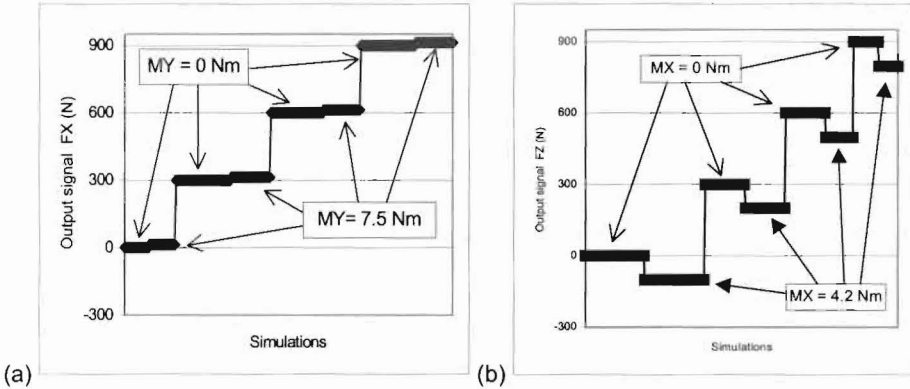 Output signal FX (N)
900
600
300
0
-300
MY = 0 Nm
MY= 7.5 Nm
Simulations
(a)
Output signal FZ (N)
900
600
300
0
-300
MX = 0 Nm
MX = 4.2 Nm
Simulations
(b)